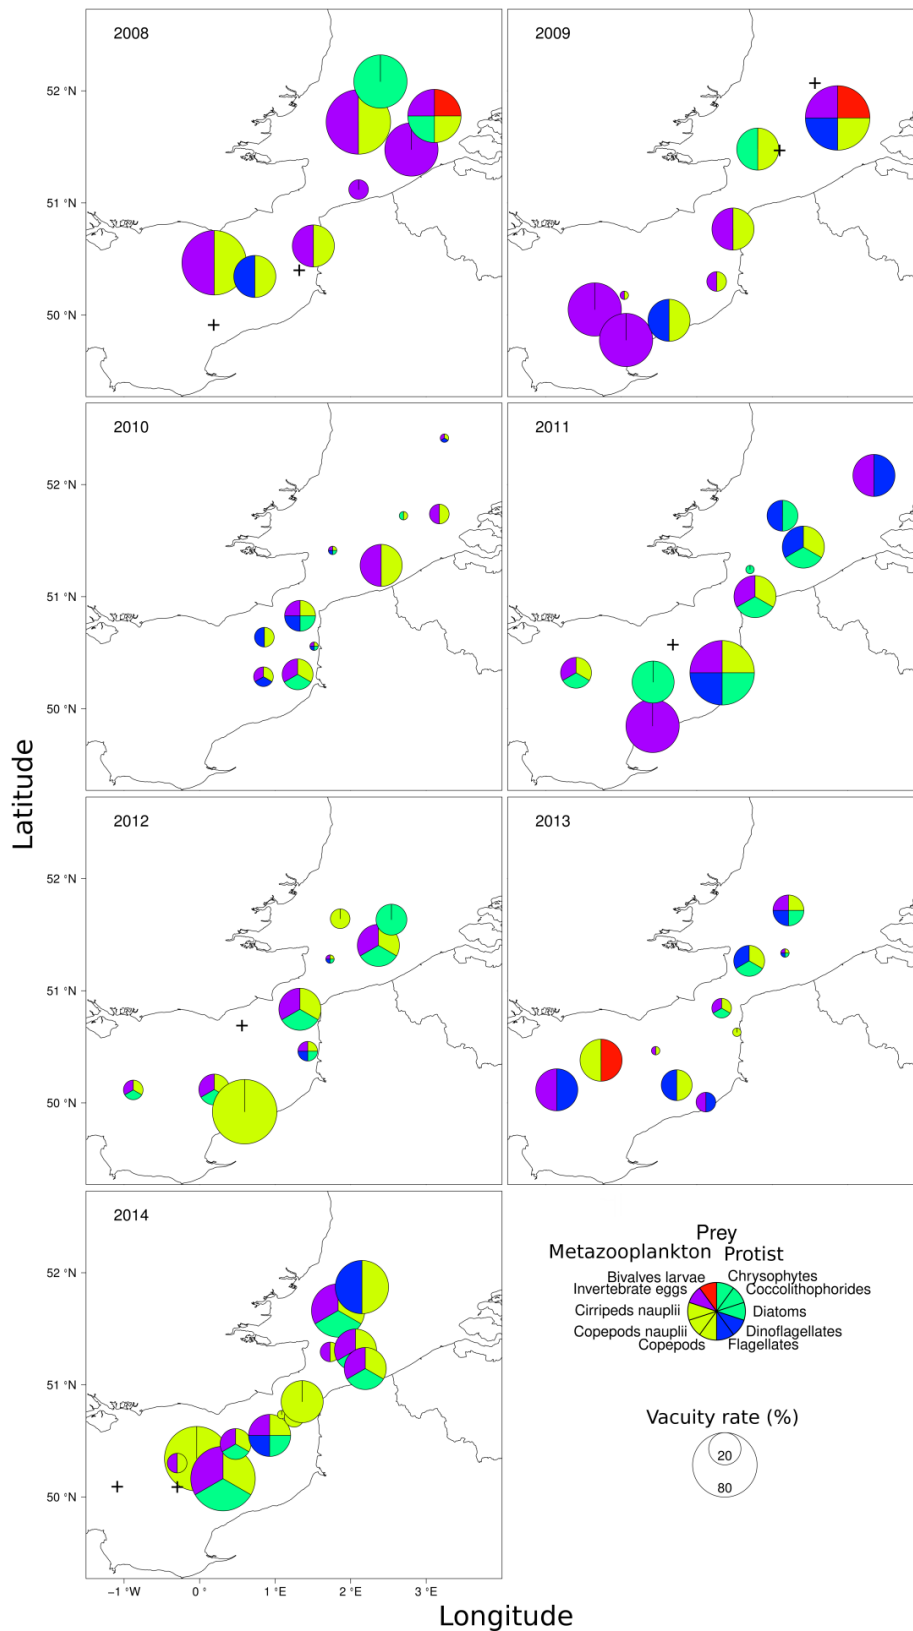 2008
2009
52 °N
51 °N
50 °N
2010
2011
52 °N
51 °N
50 °N
Latitude
2012
2013
52 °N
51 °N
50 °N
2014
52 °N
51 °N
50 °N
−1 °W 0 ° 1 °E 2 °E 3 °E
Longitude
Prey
Metazooplankton Protist
Bivalves larvae Chrysophytes
Invertebrate eggs Coccolithophorides
Cirripeds nauplii Diatoms
Copepods nauplii Dinoflagellates
Copepods Flagellates
Vacuity rate (%)
20
80